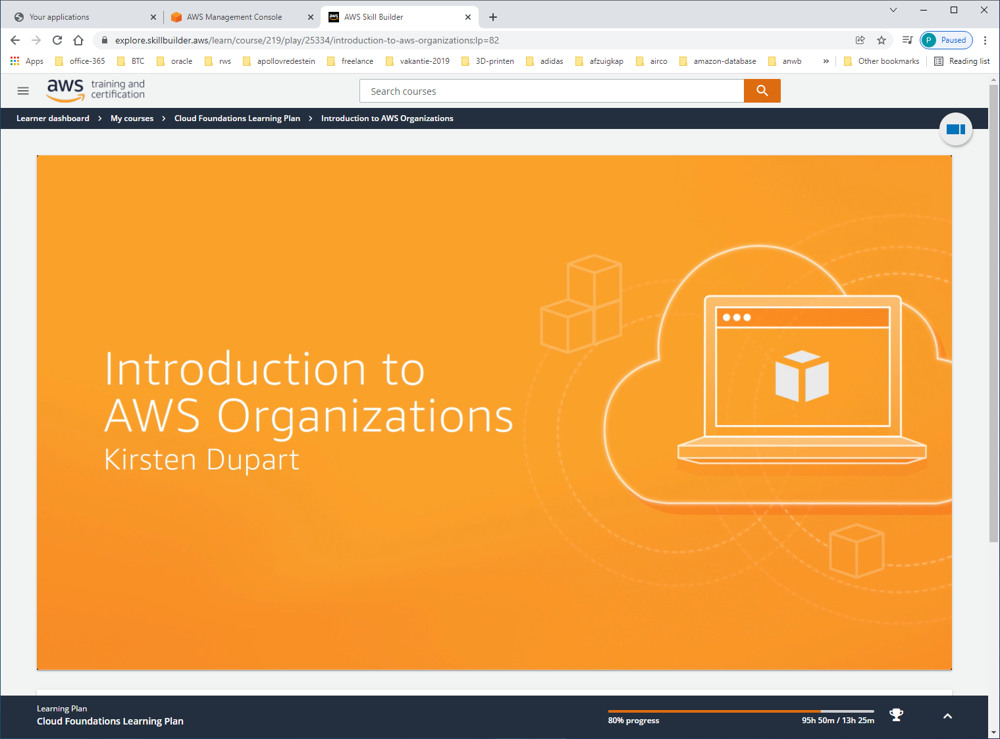 Your applications
AWS Management Console
AWS Skill Builder
explore.skillbuilder.aws/learn/course/219/play/25334/introduction-to-aws-organizations;lp=82
P Paused
Apps office-365 BTC oracle rws apollovredestein freelance vakantie-2019 3D-printen adidas afzuigkap airco amazon-database anwb » Other bookmarks Reading list
aws training and
certification
Search courses
Learner dashboard > My courses > Cloud Foundations Learning Plan > Introduction to AWS Organizations
Introduction to
AWS Organizations
Kirsten Dupart
Learning Plan
Cloud Foundations Learning Plan
80% progress
95h 50m / 13h 25m